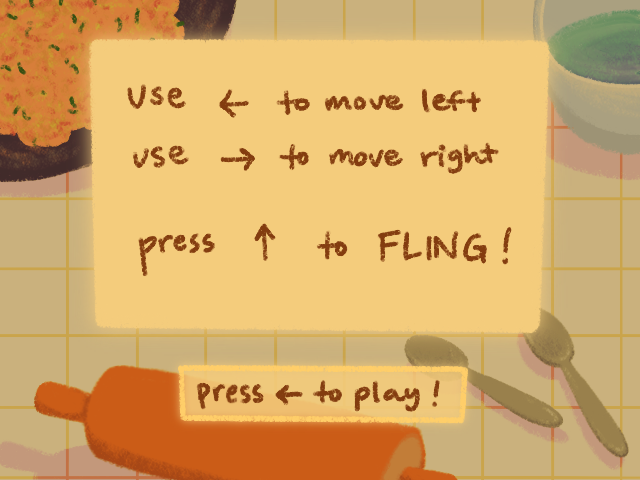 use ← to move left
use → to move right
press ↑ to FLING!
press ← to play!